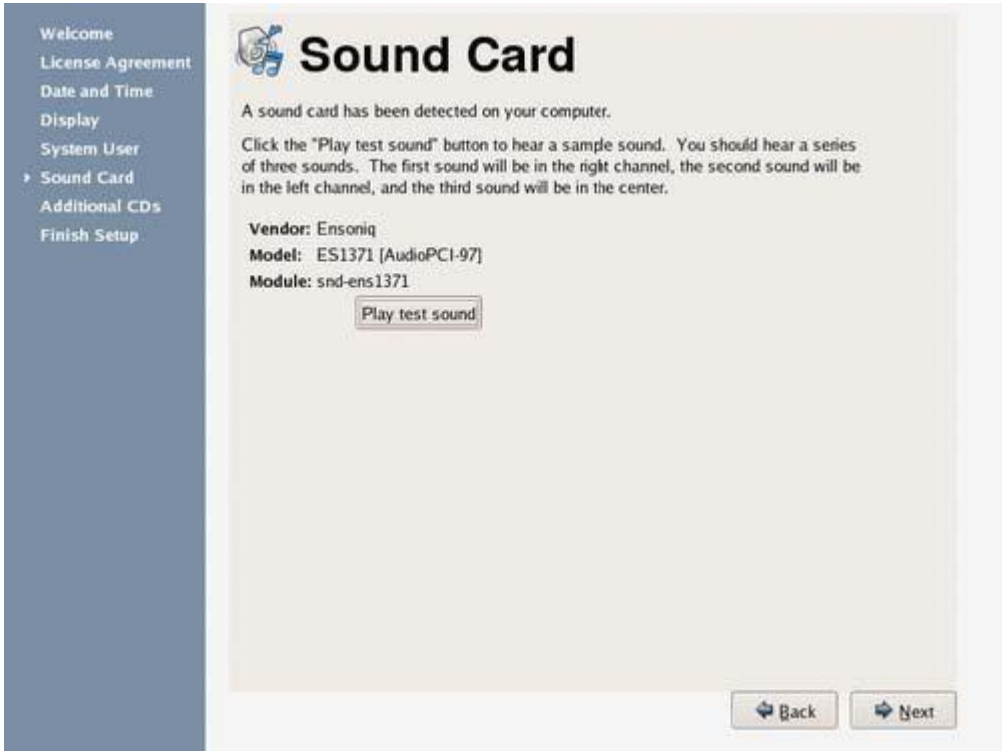 Welcome
License Agreement
Date and Time
Display
System User
Sound Card
Additional CDs
Finish Setup
Sound Card
A sound card has been detected on your computer.
Click the "Play test sound" button to hear a sample sound. You should hear a series
of three sounds. The first sound will be in the right channel, the second sound will be
in the left channel, and the third sound will be in the center.
Vendor: Ensoniq
Model: ES1371 [AudioPCI-97]
Module: snd-ens1371
Play test sound
Back
Next